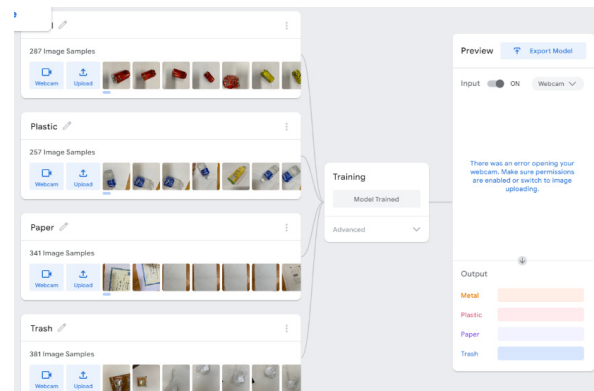 287 Image Samples
Webcam
Upload
Plastic
257 Image Samples
Webcam
Upload
Paper
341 Image Samples
Webcam
Upload
Trash
381 Image Samples
Webcam
Upload
Training
Model Trained
Advanced
Preview
Export Model
Input
ON
Webcam
There was an error opening your
webcam. Make sure permissions
are enabled or switch to image
uploading.
Output
Metal
Plastic
Paper
Trash